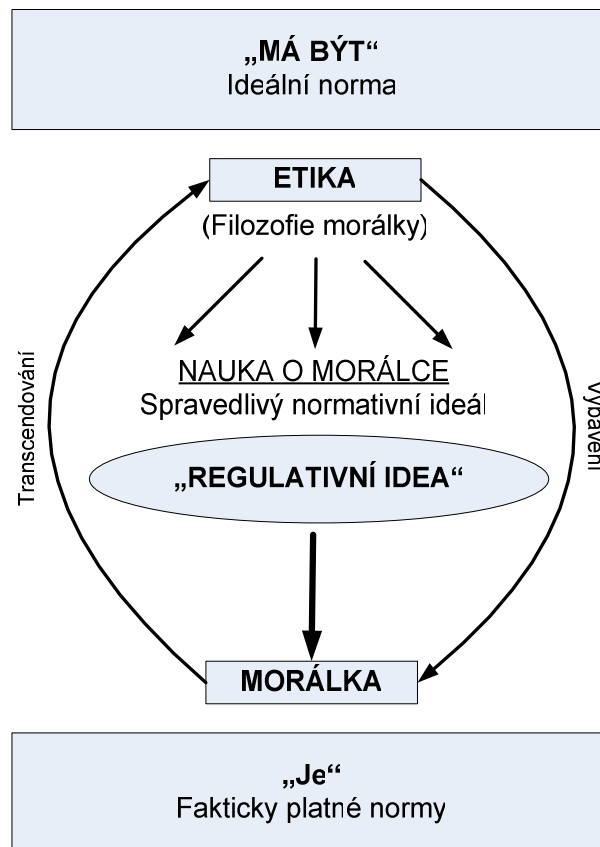 „MÁ BÝT“
Ideální norma
ETIKA
(Filozofie morálky)
NAUKA O MORÁLCE
Spravedlivý normativní ideál
„REGULATIVNÍ IDEA“
Transcendování
Vybavení
MORÁLKA
„Je“
Fakticky platné normy